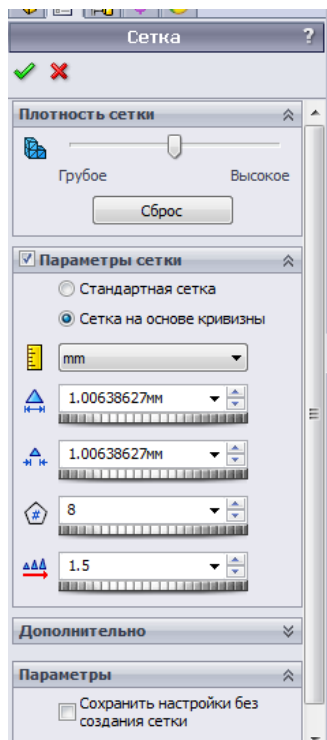 Сетка ?
Плотность сетки
Грубое Высокое
Сброс
Параметры сетки
Стандартная сетка
Сетка на основе кривизны
mm
1.00638627мм
1.00638627мм
#
8
1.5
Дополнительно
Параметры
Сохранить настройки без
создания сетки